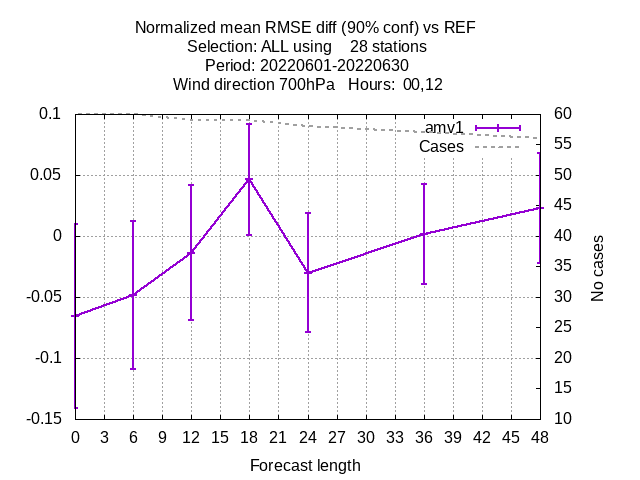 Normalized mean RMSE diff (90% conf) vs REF
Selection: ALL using    28 stations
Period: 20220601-20220630
Wind direction 700hPa   Hours:  00,12
0.1
0.05
0
-0.05
-0.1
-0.15
amv1
Cases
60
55
50
45
40
35
30
25
20
15
10
No cases
0 3 6 9 12 15 18 21 24 27 30 33 36 39 42 45 48
Forecast length